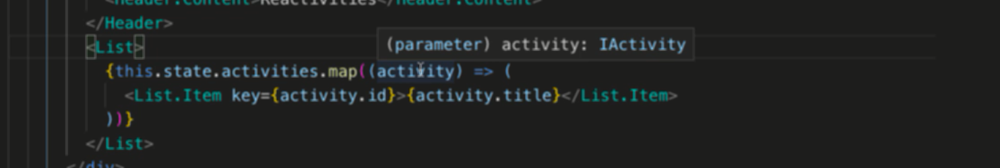 <Header.Content>Reactivities</Header.Content>
</Header>
<List>
(parameter) activity: IActivity
{this.state.activities.map((activity) => (
<List.Item key={activity.id}>{activity.title}</List.Item>
))}
</List>
</div>